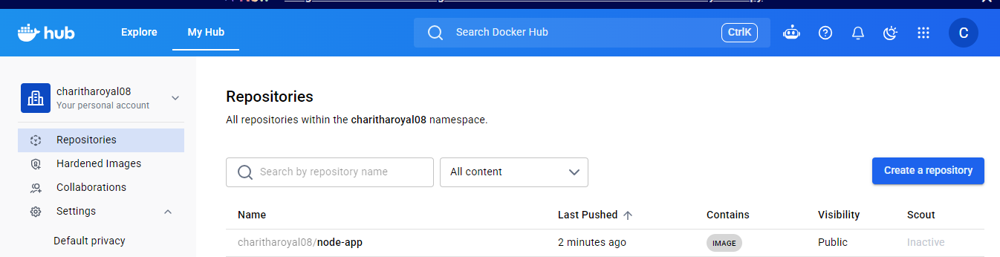 hub Explore My Hub Search Docker Hub CtrlK C
charitharoyal08
Your personal account
Repositories
Hardened Images
Collaborations
Settings
Default privacy
Repositories
All repositories within the charitharoyal08 namespace.
Search by repository name All content Create a repository
Name Last Pushed Contains Visibility Scout
charitharoyal08/node-app 2 minutes ago IMAGE Public Inactive